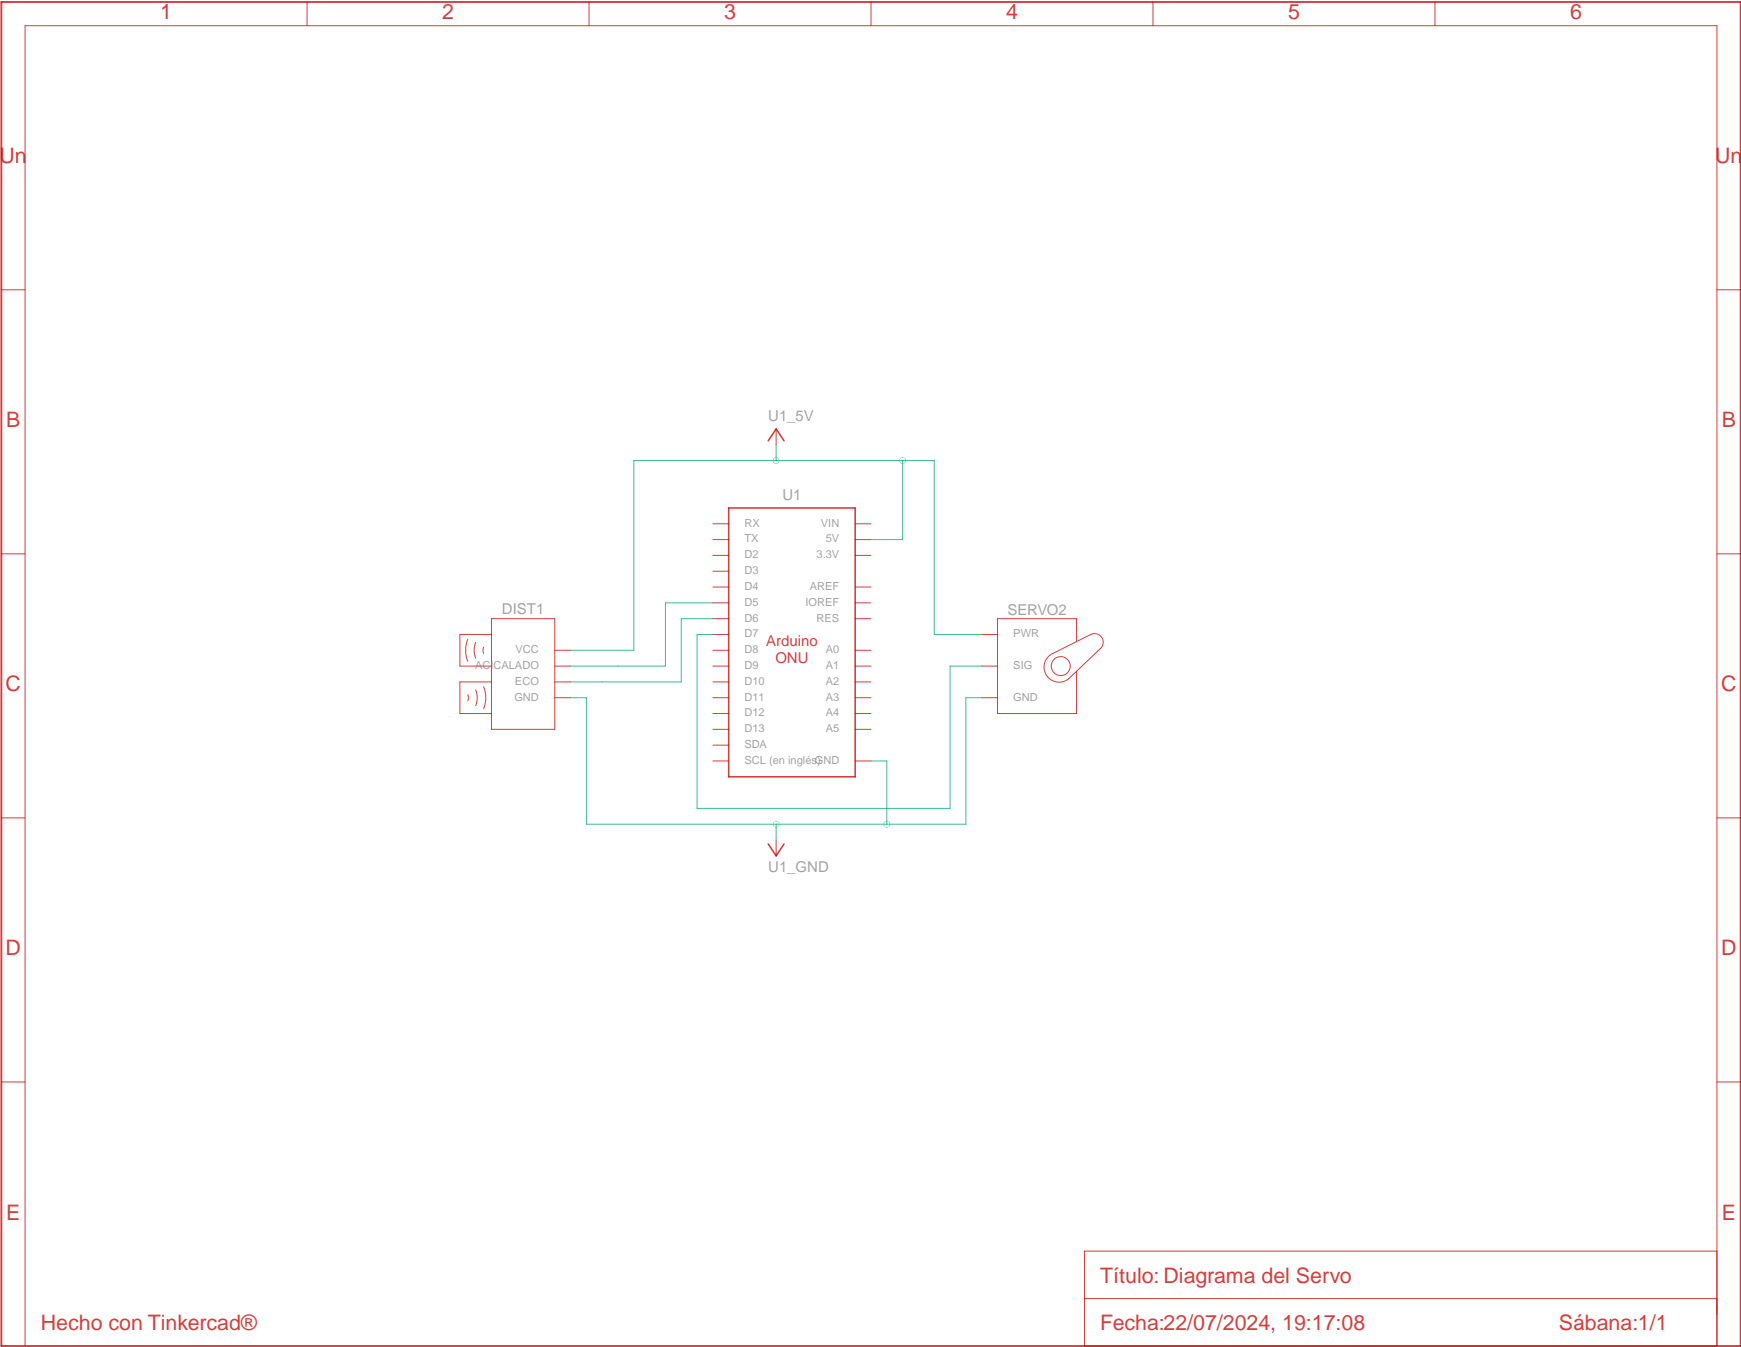 1 2 3 4 5 6
Un Un
B B
C C
D D
E E
U1_5V
U1
RX VIN
TX 5V
D2 3.3V
D3
D4 AREF
D5 IOREF
D6 RES
D7
D8 A0
D9 A1
D10 A2
D11 A3
D12 A4
D13 A5
SDA
SCL (en inglés) GND
Arduino
ONU
DIST1
VCC
ACICALADO
ECO
GND
SERVO2
PWR
SIG
GND
U1_GND
Título: Diagrama del Servo
Fecha:22/07/2024, 19:17:08 Sábana:1/1
Hecho con Tinkercad®